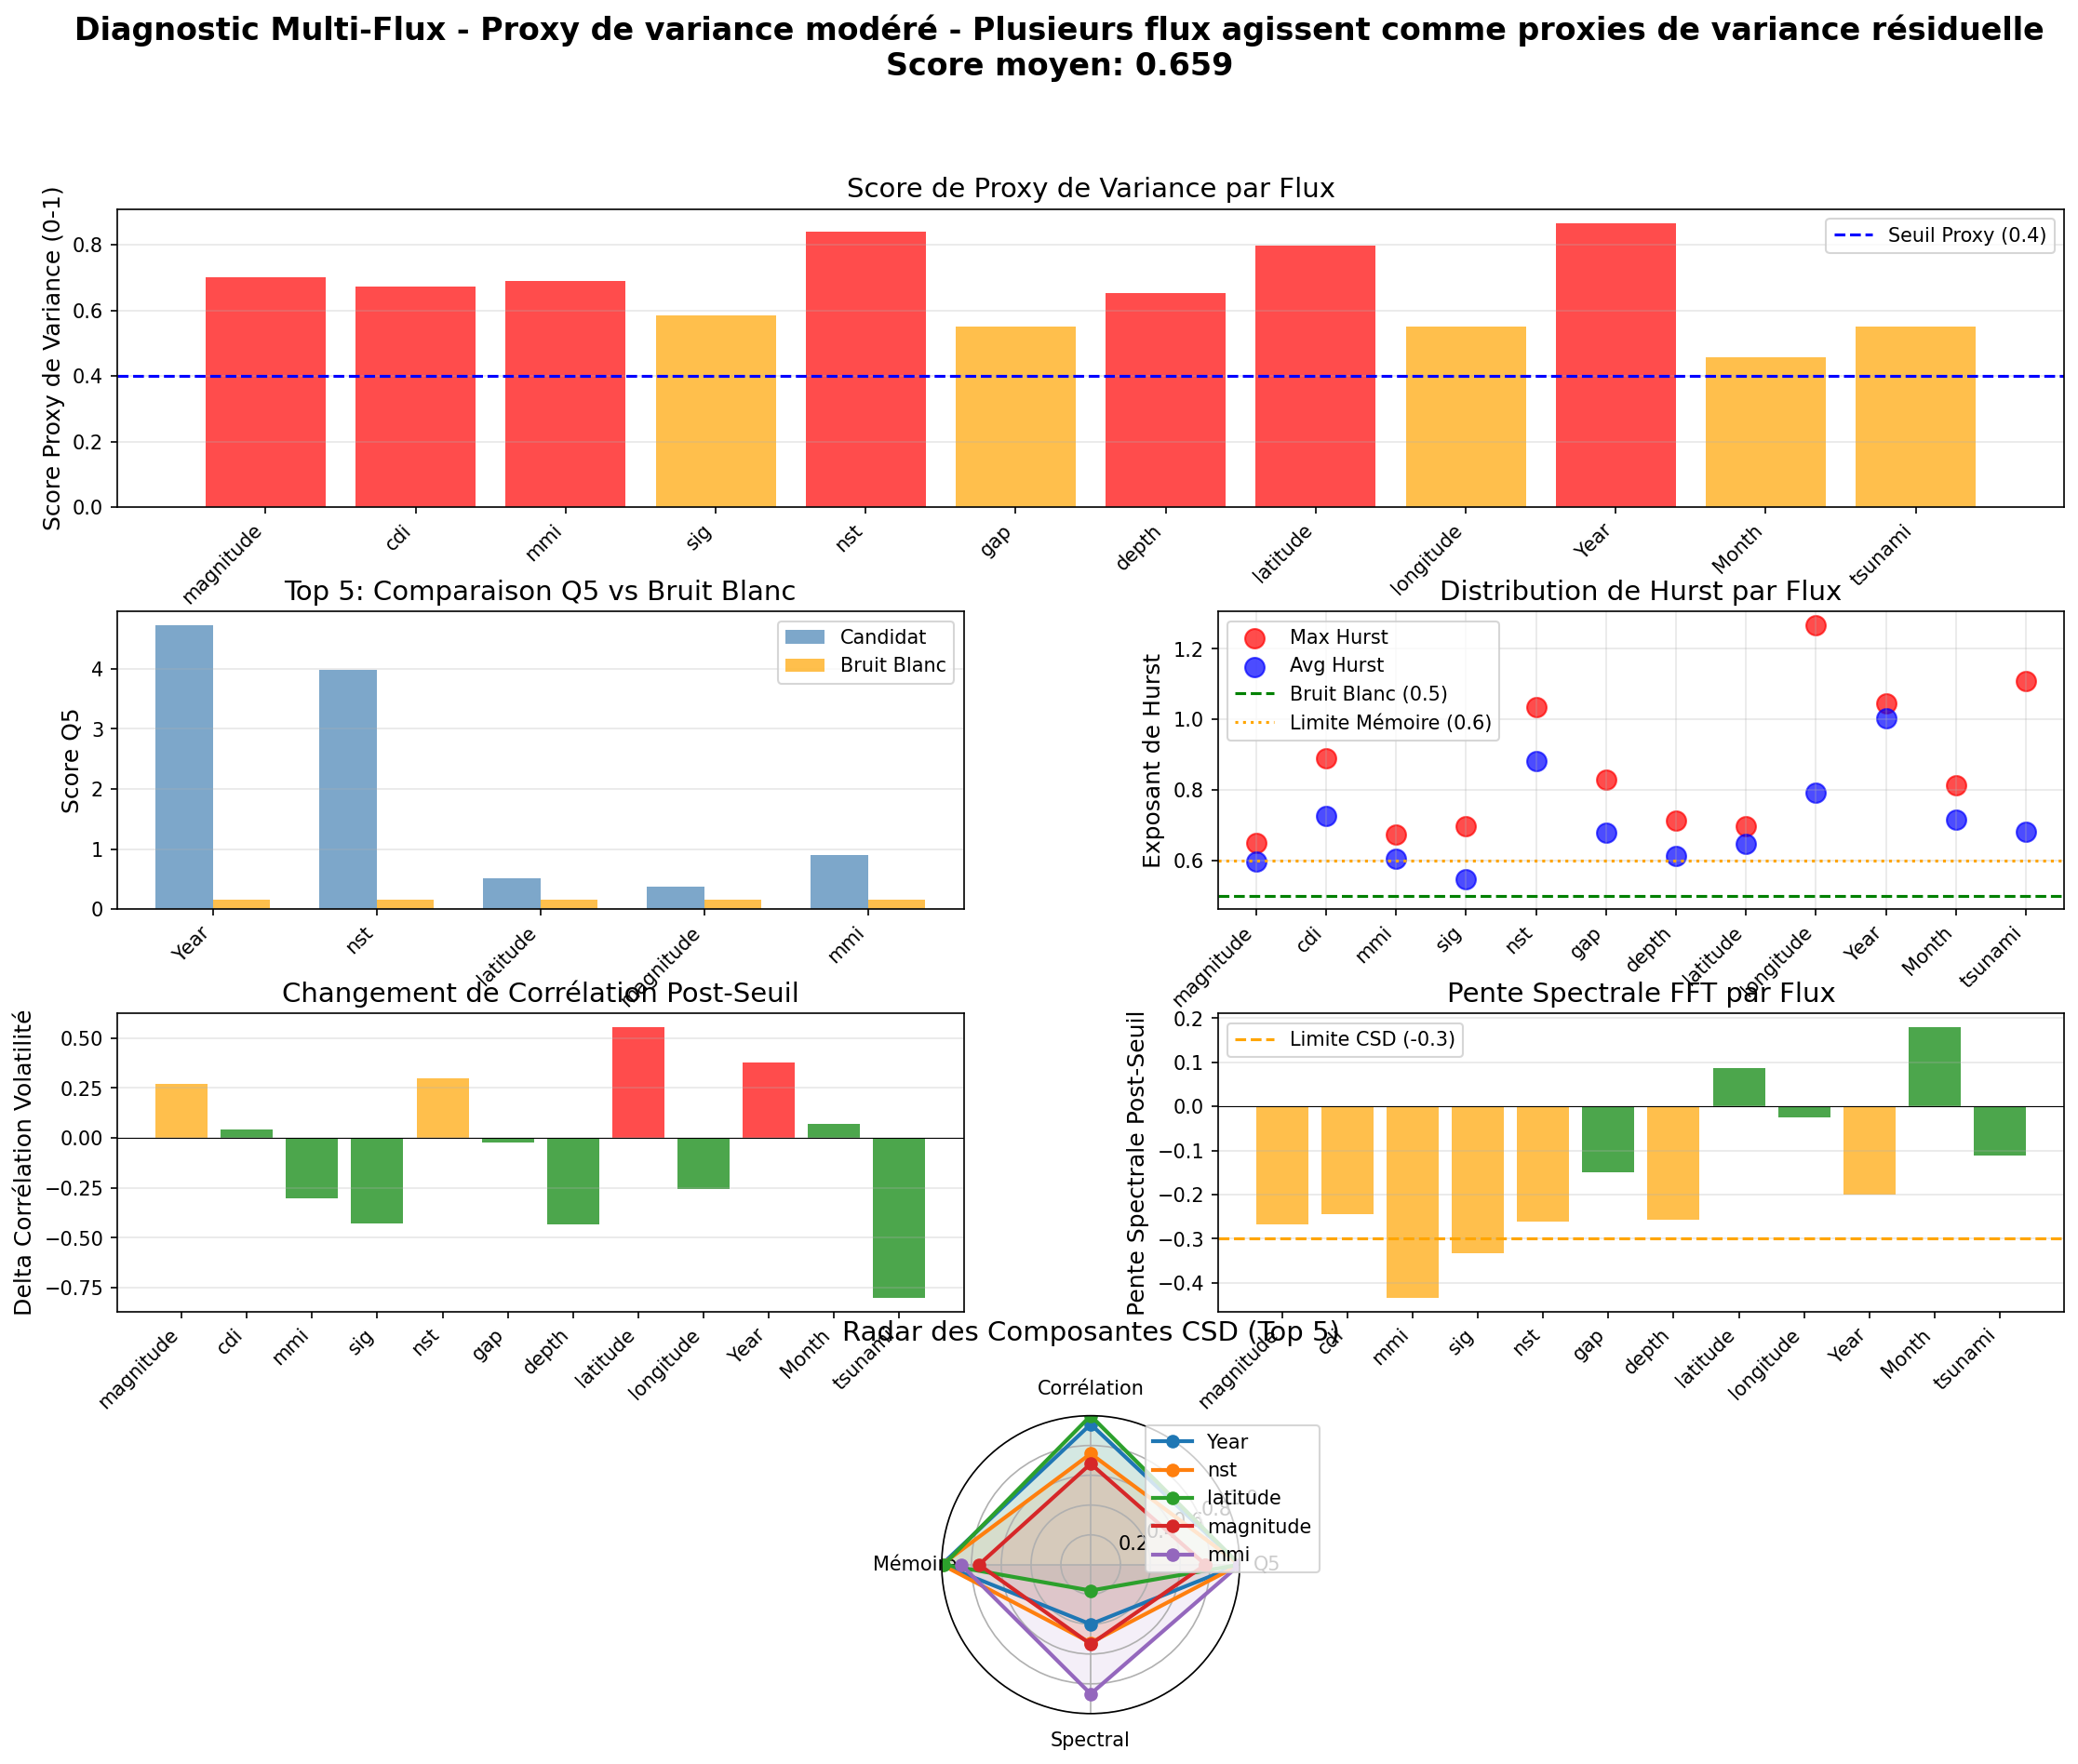 Diagnostic Multi-Flux - Proxy de variance modéré - Plusieurs flux agissent comme proxies de variance résiduelle
Score moyen: 0.659
Score de Proxy de Variance par Flux
Score Proxy de Variance (0-1)
0.8
0.6
0.4
0.2
0.0
Seuil Proxy (0.4)
magnitude
cdi
mmi
sig
nst
gap
depth
latitude
longitude
Year
Month
tsunami
Top 5: Comparaison Q5 vs Bruit Blanc
Score Q5
4
3
2
1
0
Candidat
Bruit Blanc
Year
nst
latitude
magnitude
mmi
Distribution de Hurst par Flux
Exposant de Hurst
1.2
1.0
0.8
0.6
Max Hurst
Avg Hurst
Bruit Blanc (0.5)
Limite Mémoire (0.6)
magnitude
cdi
mmi
sig
nst
gap
depth
latitude
longitude
Year
Month
tsunami
Changement de Corrélation Post-Seuil
Delta Corrélation Volatilité
0.50
0.25
0.00
−0.25
−0.50
−0.75
magnitude
cdi
mmi
sig
nst
gap
depth
latitude
longitude
Year
Month
tsunami
Pente Spectrale FFT par Flux
Pente Spectrale Post-Seuil
0.2
0.1
0.0
−0.1
−0.2
−0.3
−0.4
Limite CSD (-0.3)
magnitude
cdi
mmi
sig
nst
gap
depth
latitude
longitude
Year
Month
tsunami
Radar des Composantes CSD (Top 5)
Corrélation
Mémoire
Spectral
Q5
0.2
0.6
0.8
Year
nst
latitude
magnitude
mmi